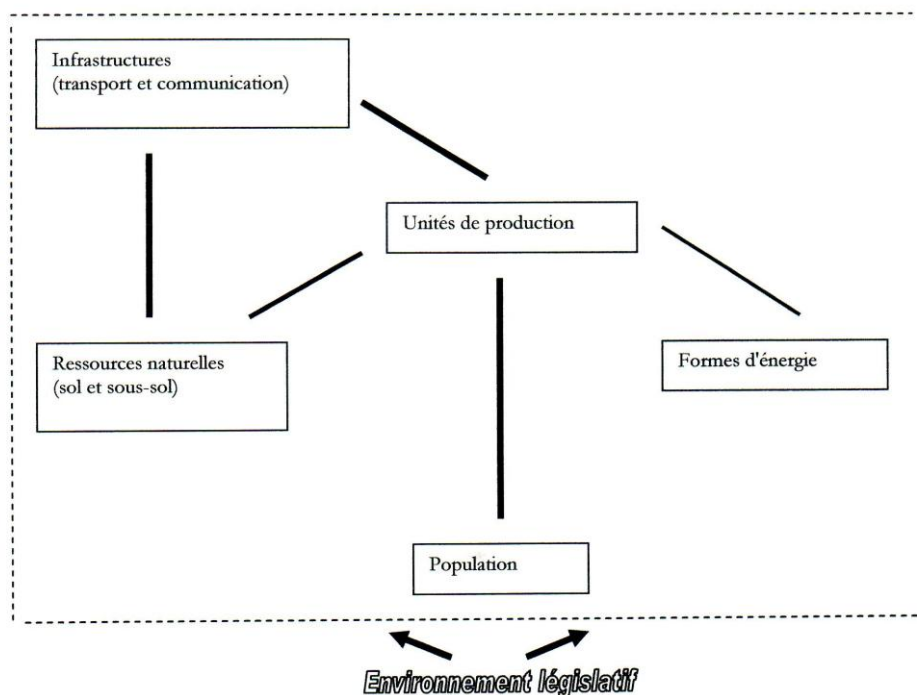 Infrastructures
(transport et communication)
Unités de production
Ressources naturelles
(sol et sous-sol)
Formes d'énergie
Population
Environnement législatif